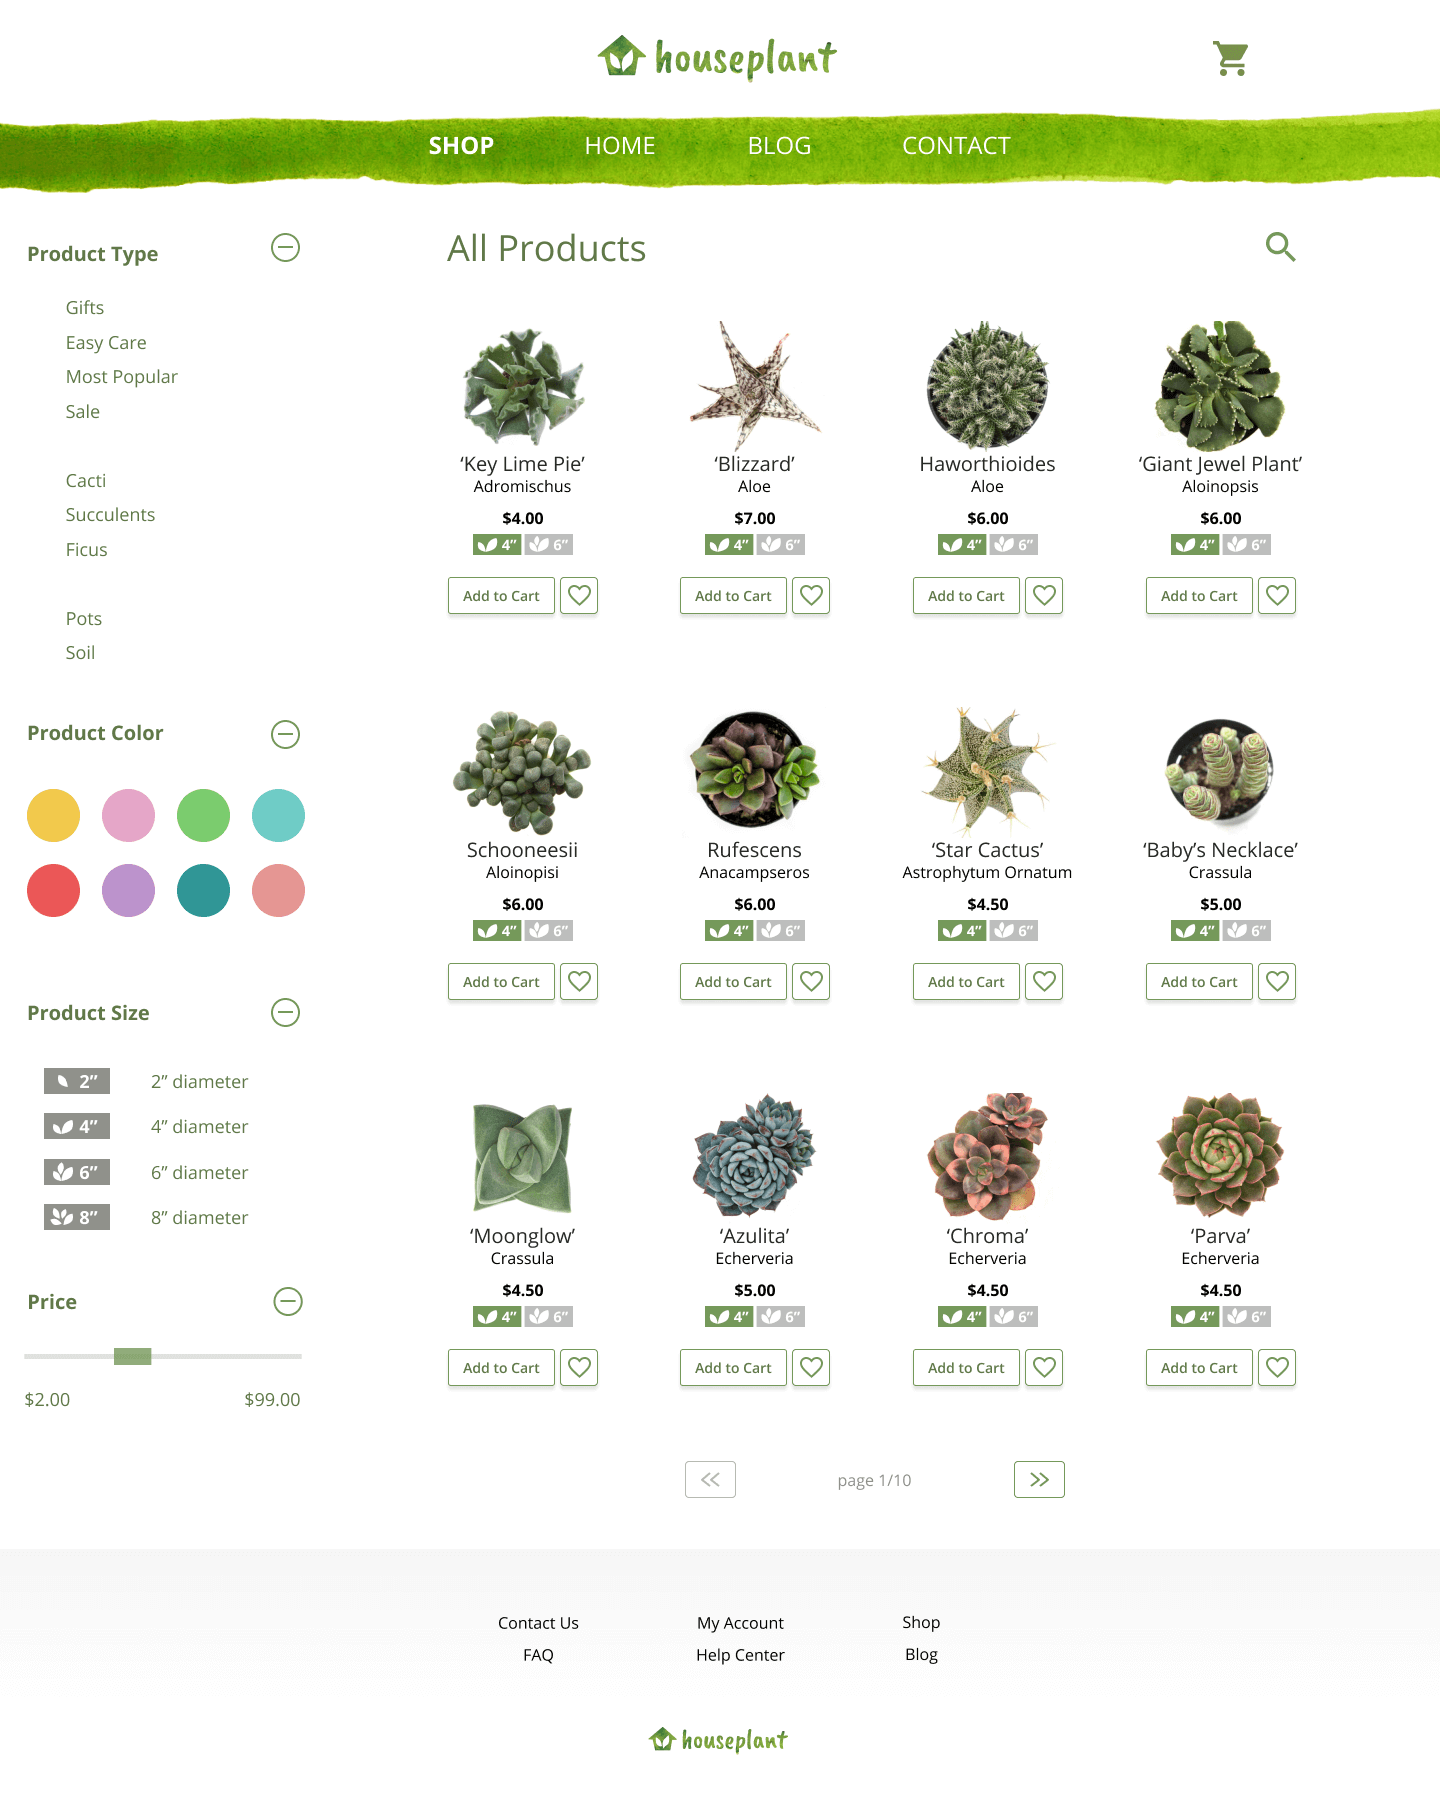 houseplant
SHOP HOME BLOG CONTACT
Product Type
Gifts
Easy Care
Most Popular
Sale
Cacti
Succulents
Ficus
Pots
Soil
Product Color
Product Size
2” 2” diameter
4” 4” diameter
6” 6” diameter
8” 8” diameter
Price
$2.00 $99.00
All Products
‘Key Lime Pie’
Adromischus
$4.00
4” 6”
Add to Cart
‘Blizzard’
Aloe
$7.00
4” 6”
Add to Cart
Haworthioides
Aloe
$6.00
4” 6”
Add to Cart
‘Giant Jewel Plant’
Aloinopsis
$6.00
4” 6”
Add to Cart
Schooneesii
Aloinopisi
$6.00
4” 6”
Add to Cart
Rufescens
Anacampseros
$6.00
4” 6”
Add to Cart
‘Star Cactus’
Astrophytum Ornatum
$4.50
4” 6”
Add to Cart
‘Baby’s Necklace’
Crassula
$5.00
4” 6”
Add to Cart
‘Moonglow’
Crassula
$4.50
4” 6”
Add to Cart
‘Azulita’
Echerveria
$5.00
4” 6”
Add to Cart
‘Chroma’
Echerveria
$4.50
4” 6”
Add to Cart
‘Parva’
Echerveria
$4.50
4” 6”
Add to Cart
page 1/10
Contact Us My Account Shop
FAQ Help Center Blog
houseplant